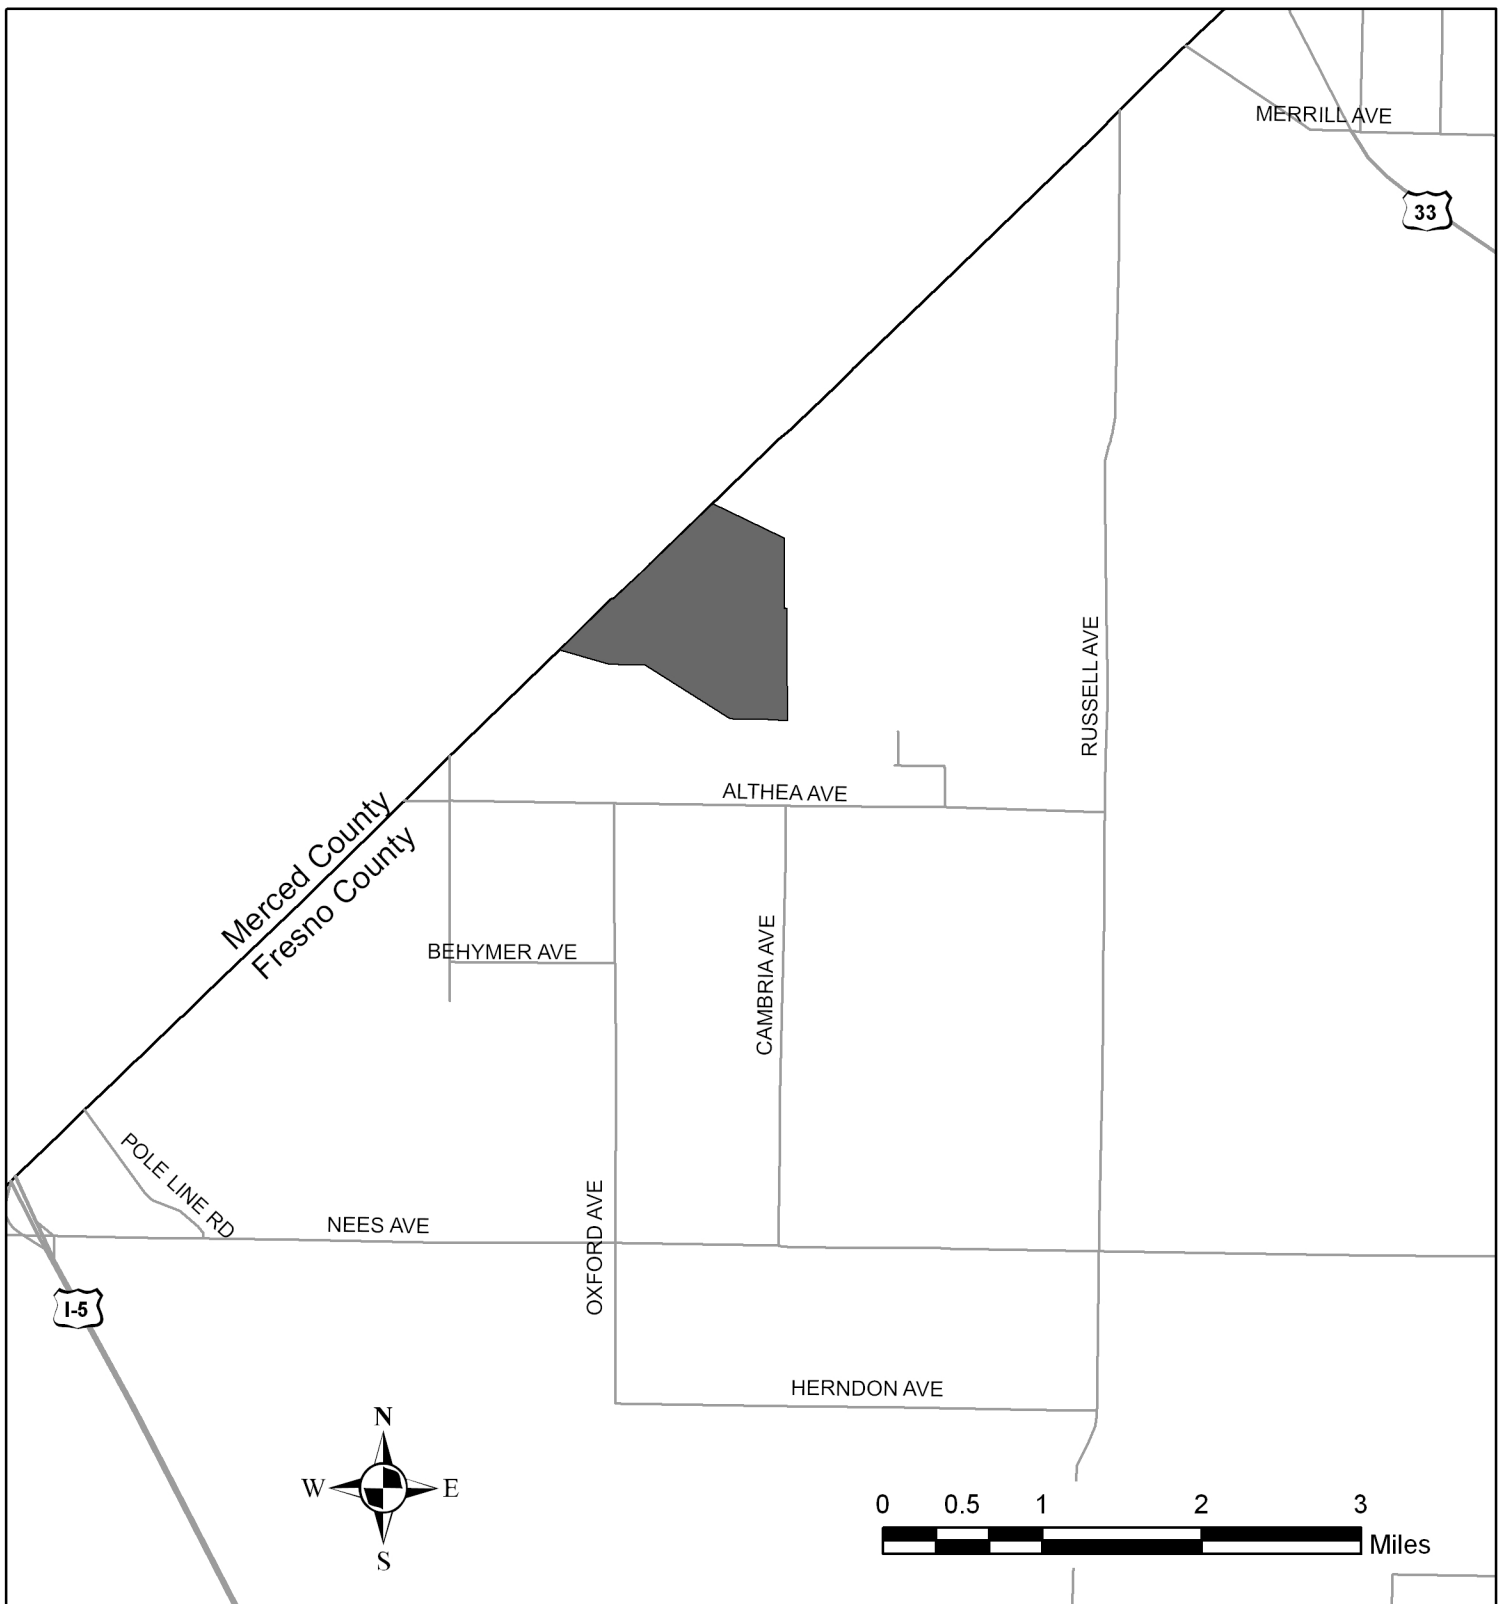 MERRILL AVE
33
RUSSELL AVE
ALTHEA AVE
Merced County
Fresno County
BEHYMER AVE
CAMBRIA AVE
POLE LINE RD
NEES AVE
OXFORD AVE
I-5
HERNDON AVE
N
W E
S
0 0.5 1 2 3
Miles